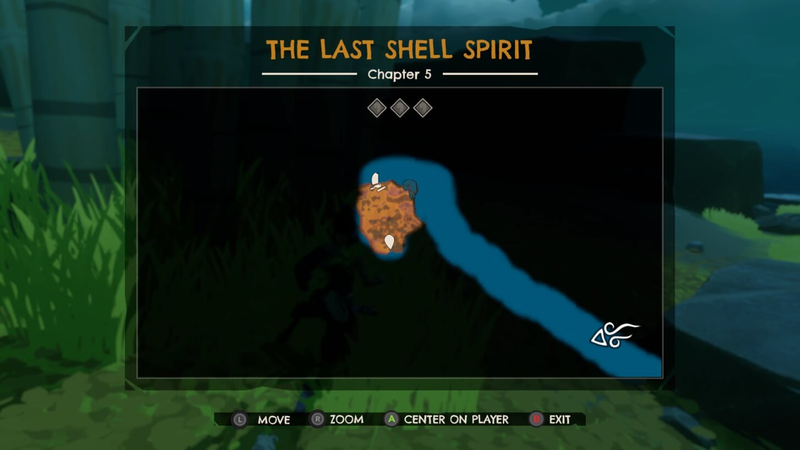 THE LAST SHELL SPIRIT
Chapter 5
L MOVE R ZOOM A CENTER ON PLAYER B EXIT